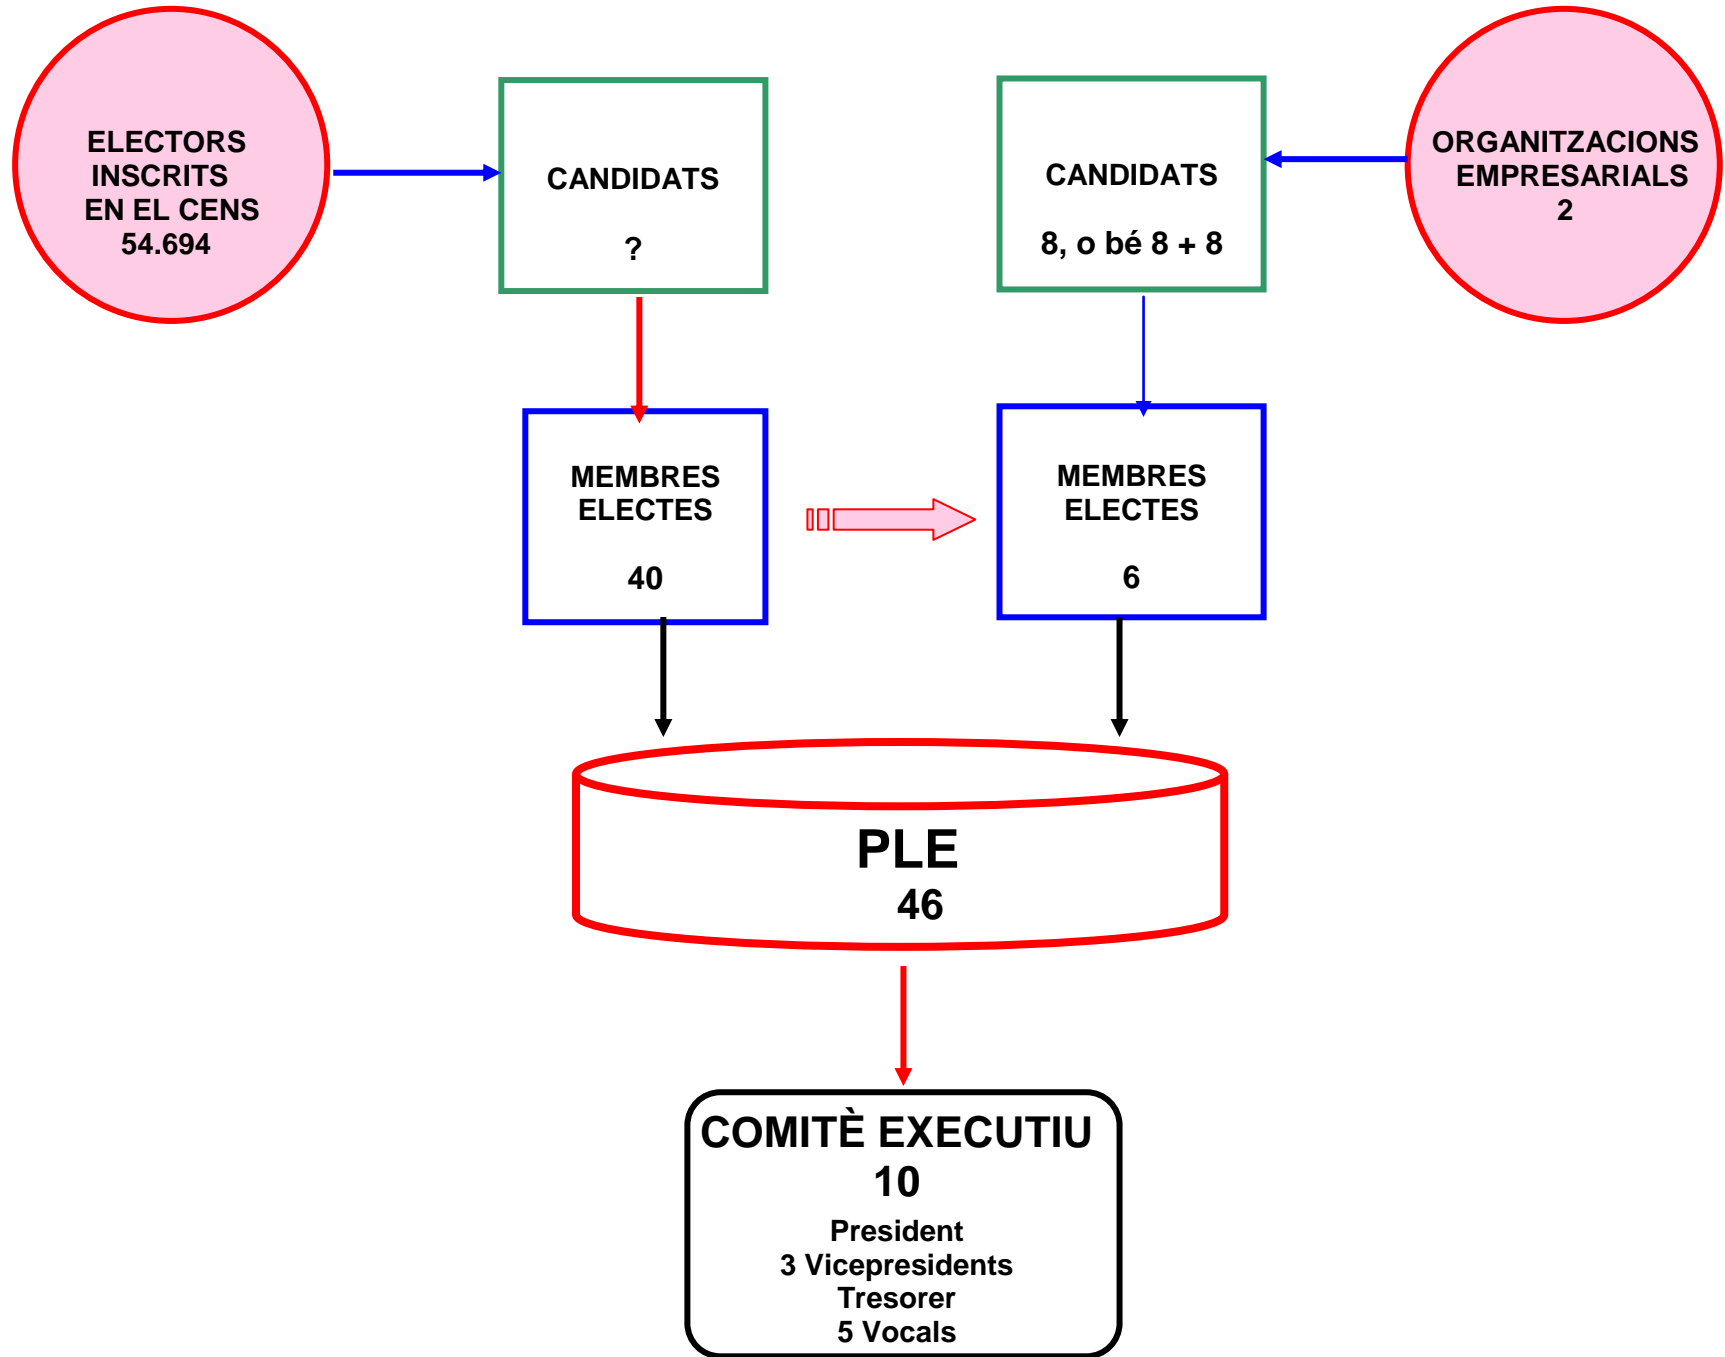 ELECTORS
INSCRITS
EN EL CENS
54.694
CANDIDATS
?
CANDIDATS
8, o bé 8 + 8
ORGANITZACIONS
EMPRESARIALS
2
MEMBRES
ELECTES
40
MEMBRES
ELECTES
6
PLE
46
COMITÈ EXECUTIU
10
President
3 Vicepresidents
Tresorer
5 Vocals